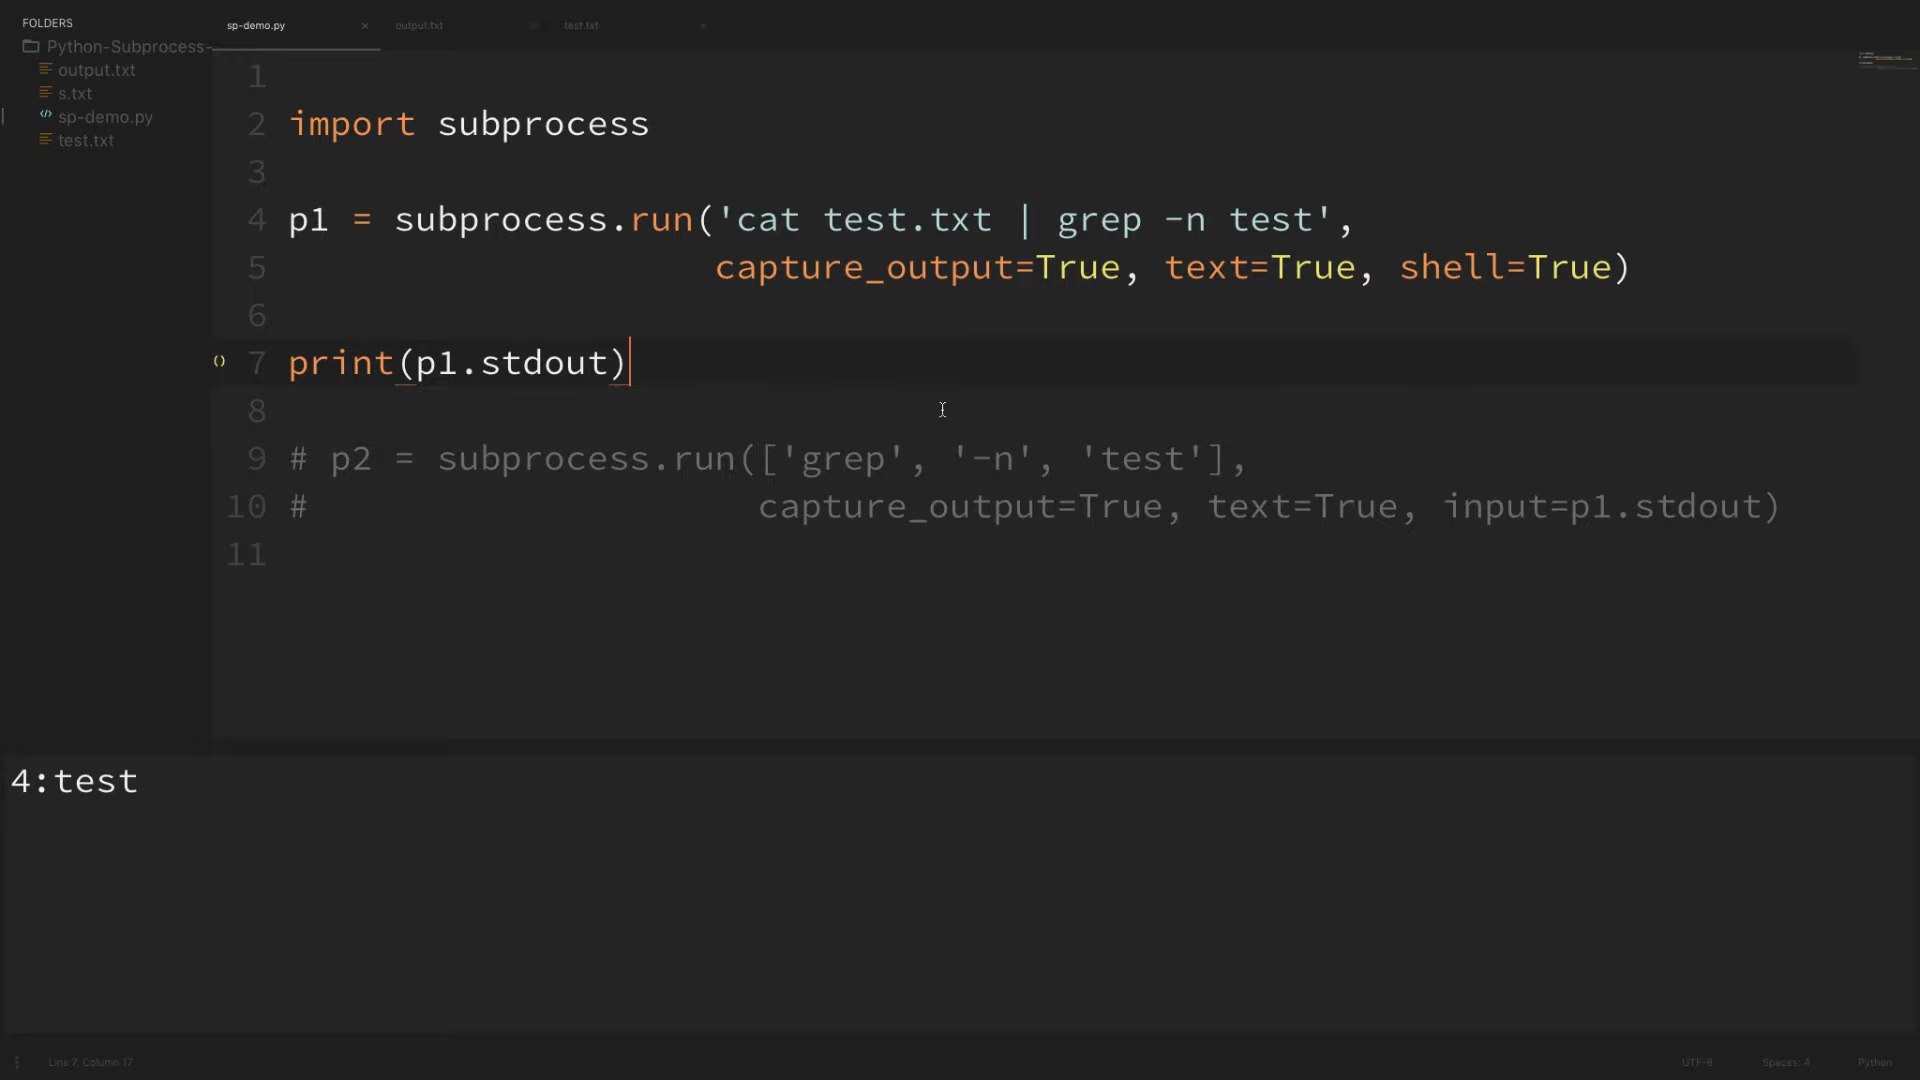 FOLDERS
Python-Subprocess-
output.txt
s.txt
sp-demo.py
test.txt
sp-demo.py × output.txt test.txt
1
2 import subprocess
3
4 p1 = subprocess.run('cat test.txt | grep -n test',
5 capture_output=True, text=True, shell=True)
6
() 7 print(p1.stdout)
8
9 # p2 = subprocess.run(['grep', '-n', 'test'],
10 # capture_output=True, text=True, input=p1.stdout)
11
4:test
Line 7, Column 17 UTF-8 Spaces: 4 Python